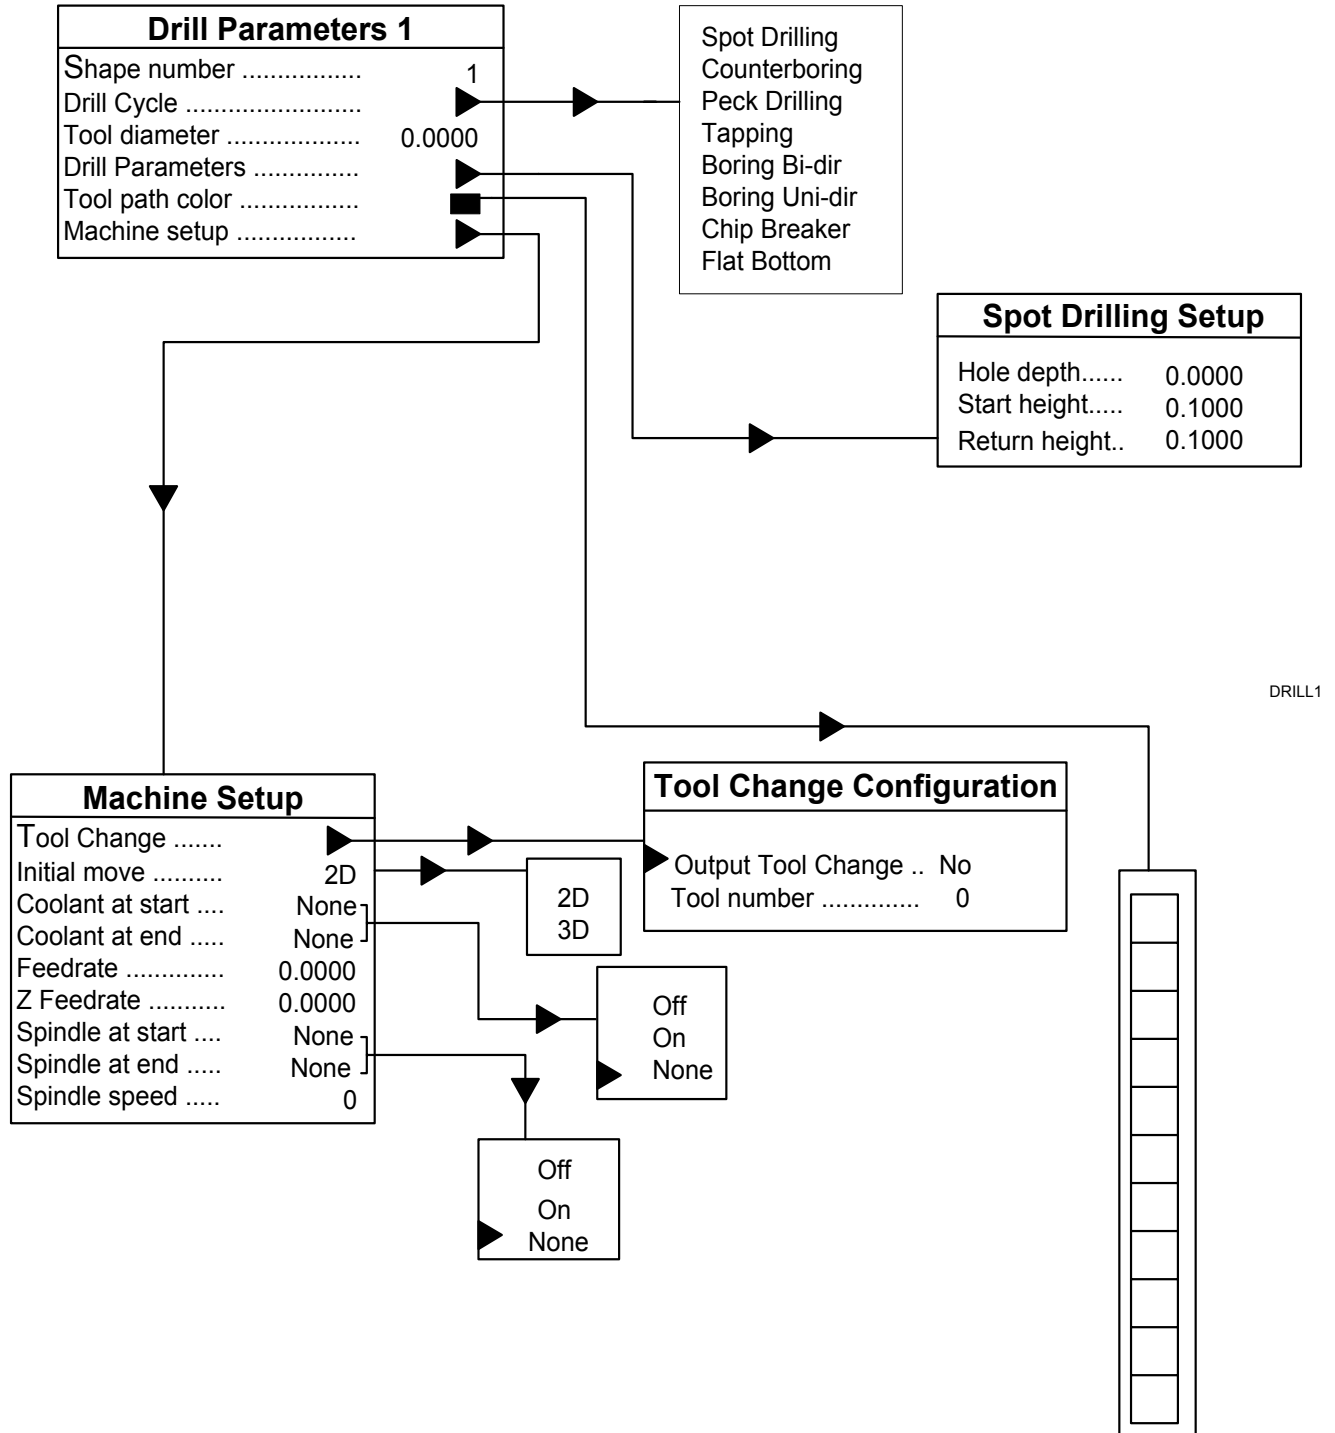 Drill Parameters 1
Shape number ................. 1
Drill Cycle ........................
Tool diameter .................. 0.0000
Drill Parameters ..............
Tool path color ................
Machine setup ................
Spot Drilling
Counterboring
Peck Drilling
Tapping
Boring Bi-dir
Boring Uni-dir
Chip Breaker
Flat Bottom
Spot Drilling Setup
Hole depth...... 0.0000
Start height..... 0.1000
Return height.. 0.1000
DRILL1
Machine Setup
Tool Change .......
Initial move .......... 2D
Coolant at start .... None
Coolant at end ..... None
Feedrate ............. 0.0000
Z Feedrate ........... 0.0000
Spindle at start .... None
Spindle at end ..... None
Spindle speed ..... 0
Tool Change Configuration
Output Tool Change .. No
Tool number .............. 0
2D
3D
Off
On
None
Off
On
None